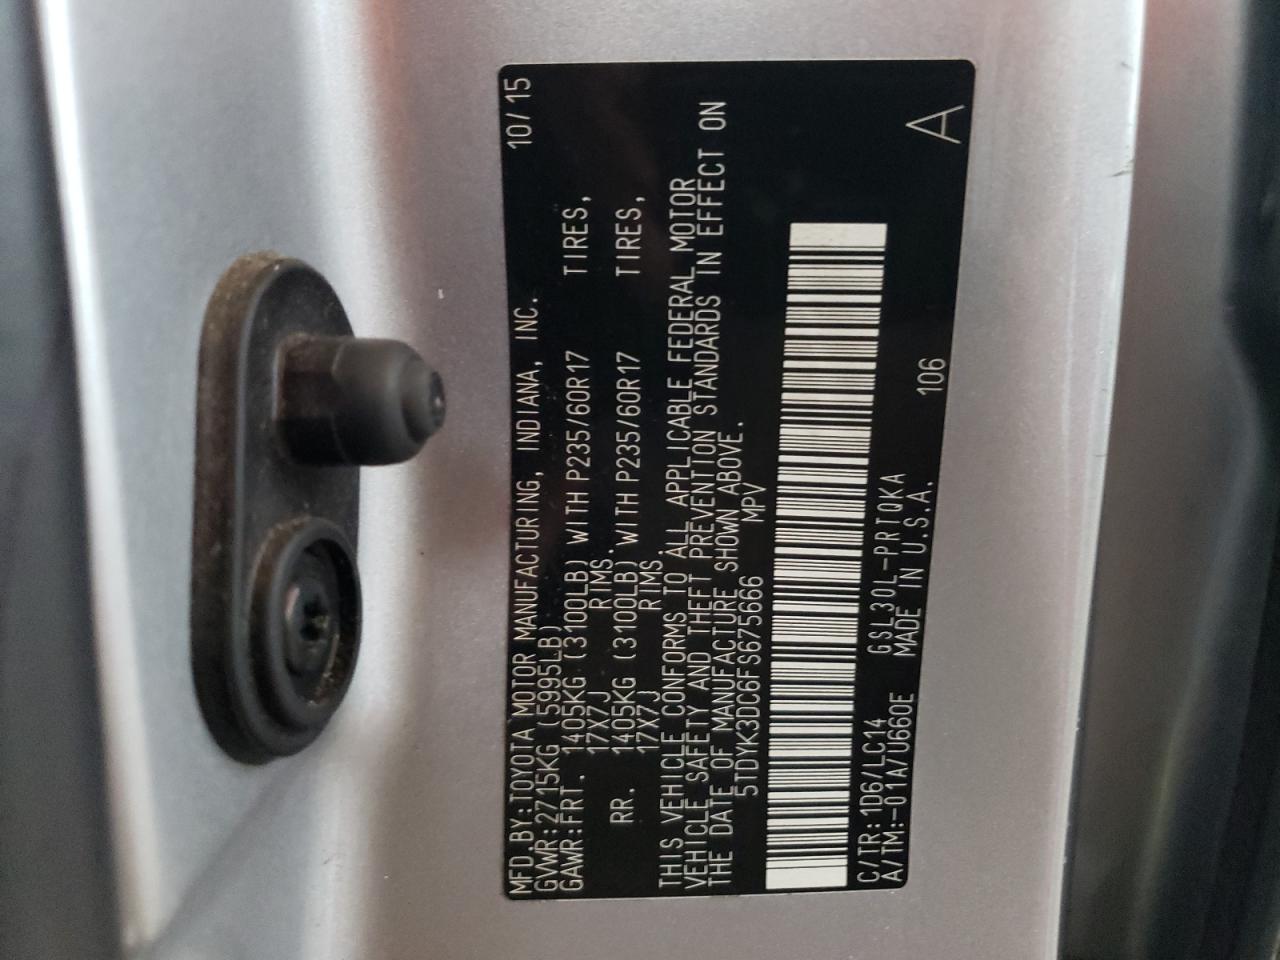 MFD.BY:TOYOTA MOTOR MANUFACTURING, INDIANA, INC. 10/15
GVWR:2715KG (5995LB)
GAWR:FRT. 1405KG (3100LB) WITH P235/60R17 TIRES,
17X7J RIMS.
RR. 1405KG (3100LB) WITH P235/60R17 TIRES,
17X7J RIMS.
THIS VEHICLE CONFORMS TO ALL APPLICABLE FEDERAL MOTOR
VEHICLE SAFETY AND THEFT PREVENTION STANDARDS IN EFFECT ON
THE DATE OF MANUFACTURE SHOWN ABOVE.
5TDYK3DC6FS675666 MPV
C/TR:1D6/LC14 GSL30L-PRTQKA
A/TM:-01A/U660E MADE IN U.S.A. 106
A